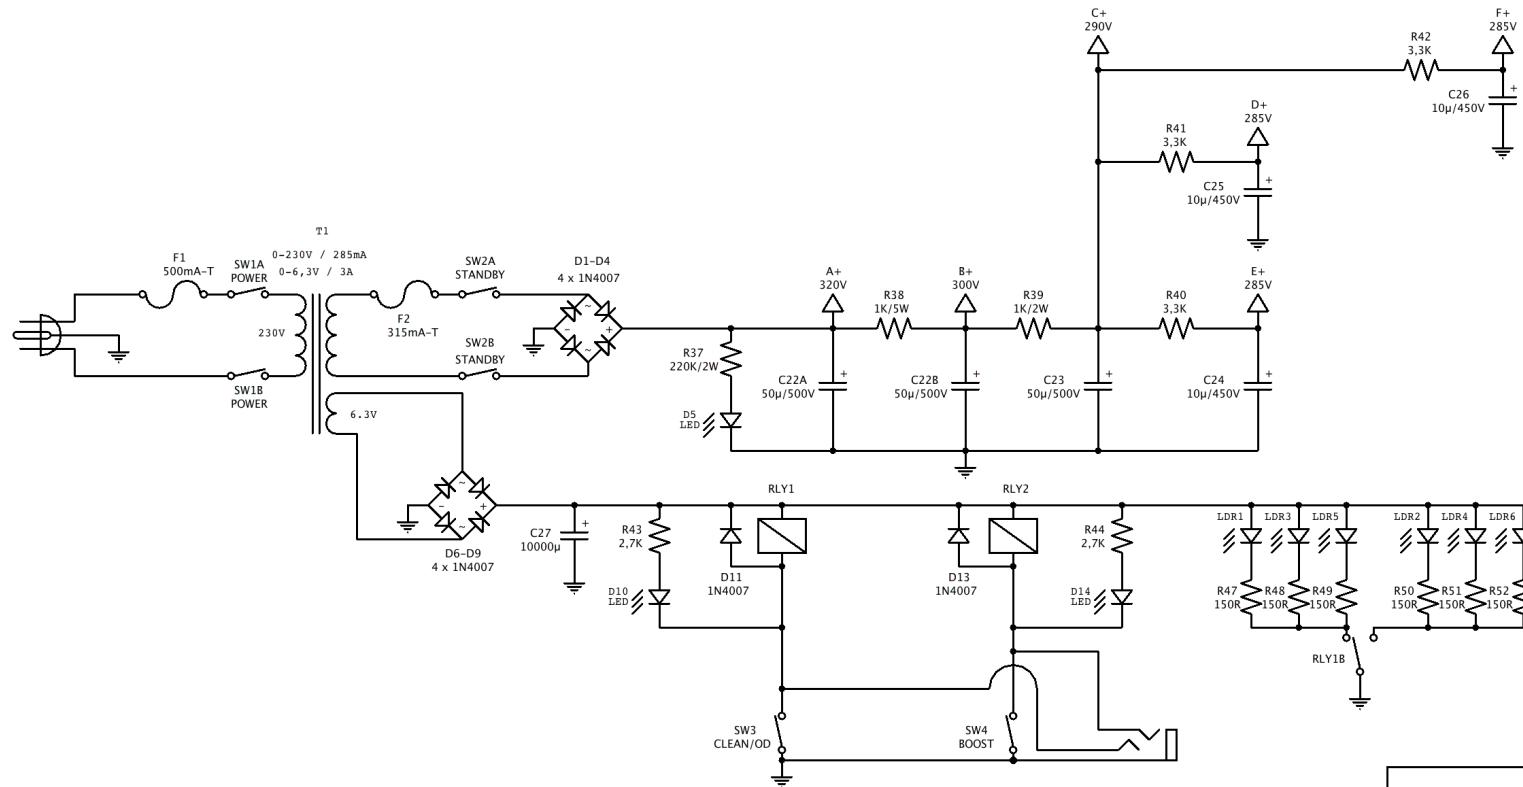 C+
290V
F+
285V
R42
3,3K
C26
10µ/450V
+
D+
285V
R41
3,3K
C25
10µ/450V
+
T1
0-230V / 285mA
0-6,3V / 3A
F1
500mA-T
SW1A
POWER
F2
315mA-T
SW2A
STANDBY
D1-D4
4 x 1N4007
~
-
+
~
230V
SW2B
STANDBY
SW1B
POWER
A+
320V
R38
1K/5W
B+
300V
R39
1K/2W
R40
3,3K
E+
285V
R37
220K/2W
C22A
50µ/500V
+
C22B
50µ/500V
+
C23
50µ/500V
+
C24
10µ/450V
+
D5
LED
6.3V
~
-
+
~
D6-D9
4 x 1N4007
C27
10000µ
+
R43
2,7K
D10
LED
D11
1N4007
RLY1
D13
1N4007
RLY2
R44
2,7K
D14
LED
LDR1
LDR3
LDR5
LDR2
LDR4
LDR6
R47
150R
R48
150R
R49
150R
R50
150R
R51
150R
R52
150R
RLY1B
SW3
CLEAN/OD
SW4
BOOST